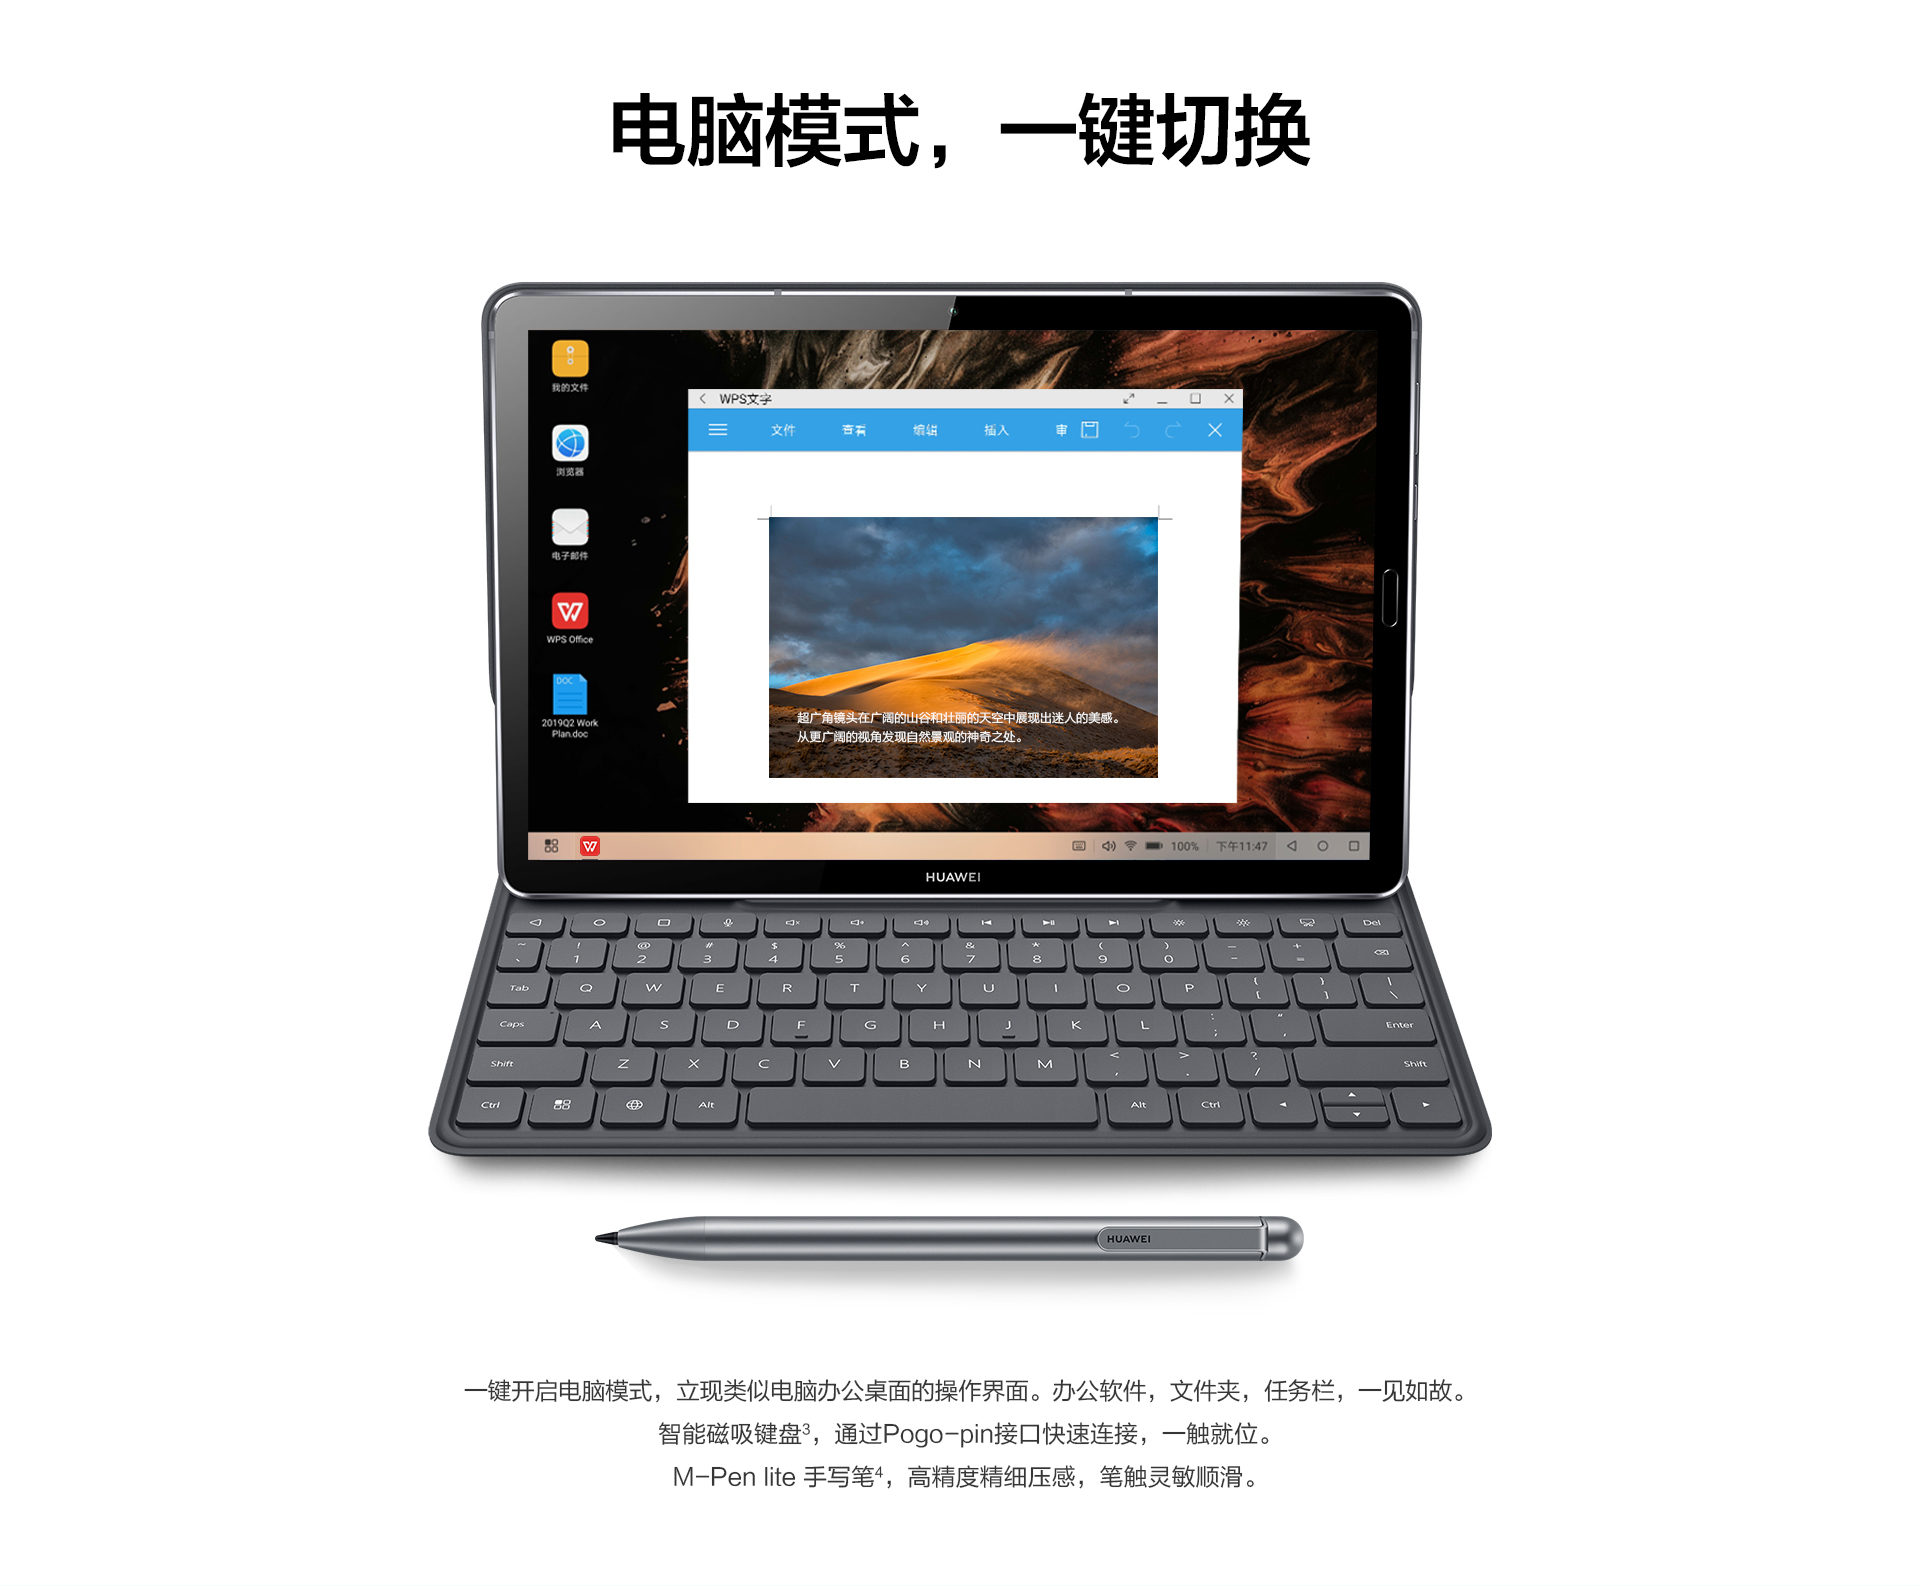 电脑模式，一键切换
我的文件
浏览器
电子邮件
WPS Office
DOC
2019Q2 Work
Plan.doc
WPS文字
文件 查看 编辑 插入 审
超广角镜头在广阔的山谷和壮丽的天空中展现出迷人的美感。
从更广阔的视角发现自然景观的神奇之处。
100% 下午11:47
HUAWEI
Del
~ ! @ # $ % ^ & * ( ) — +
` 1 2 3 4 5 6 7 8 9 0 - =
Tab Q W E R T Y U I O P { [ } ] | \
Caps A S D F G H J K L : ; " ' Enter
Shift Z X C V B N M < , > . ? / Shift
Ctrl Alt Alt Ctrl
HUAWEI
一键开启电脑模式，立现类似电脑办公桌面的操作界面。办公软件，文件夹，任务栏，一见如故。
智能磁吸键盘³，通过Pogo-pin接口快速连接，一触就位。
M-Pen lite 手写笔⁴，高精度精细压感，笔触灵敏顺滑。